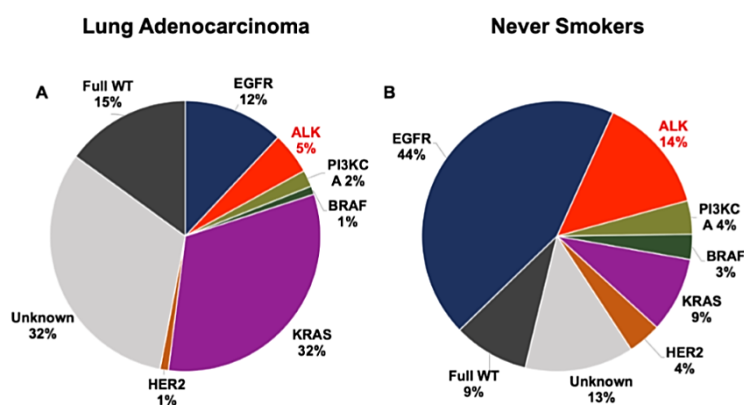 Lung Adenocarcinoma
Never Smokers
A
Full WT
15%
EGFR
12%
ALK
5%
PI3KC
A 2%
BRAF
1%
KRAS
32%
HER2
1%
Unknown
32%
B
EGFR
44%
ALK
14%
PI3KC
A 4%
BRAF
3%
KRAS
9%
HER2
4%
Unknown
13%
Full WT
9%